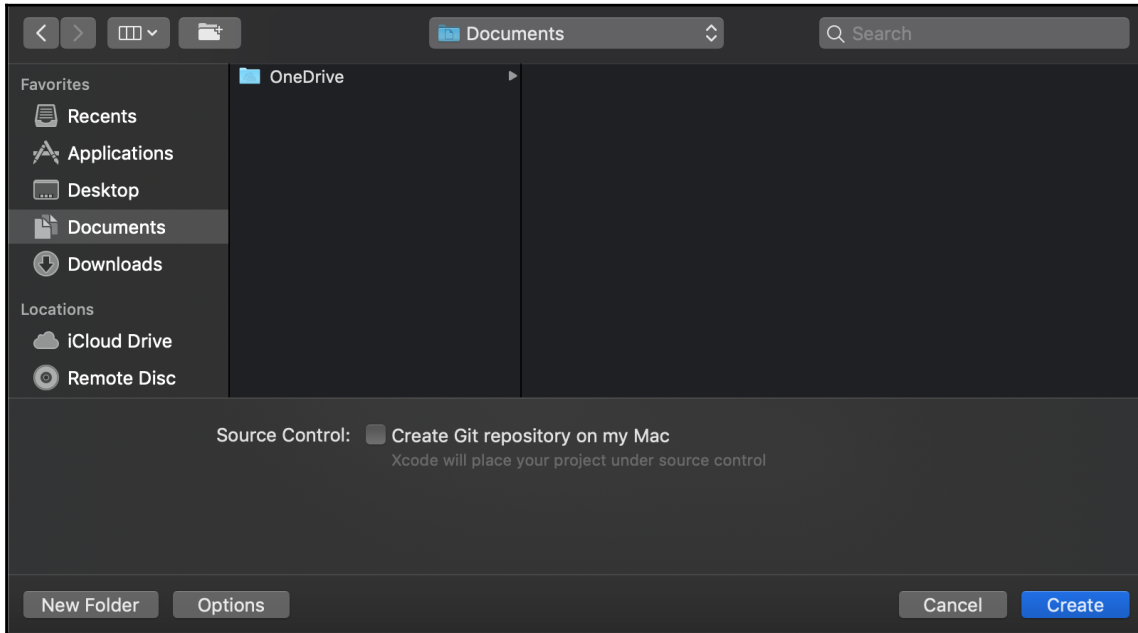 Documents
Search
Favorites
Recents
Applications
Desktop
Documents
Downloads
Locations
iCloud Drive
Remote Disc
OneDrive
Source Control: Create Git repository on my Mac
Xcode will place your project under source control
New Folder Options Cancel Create